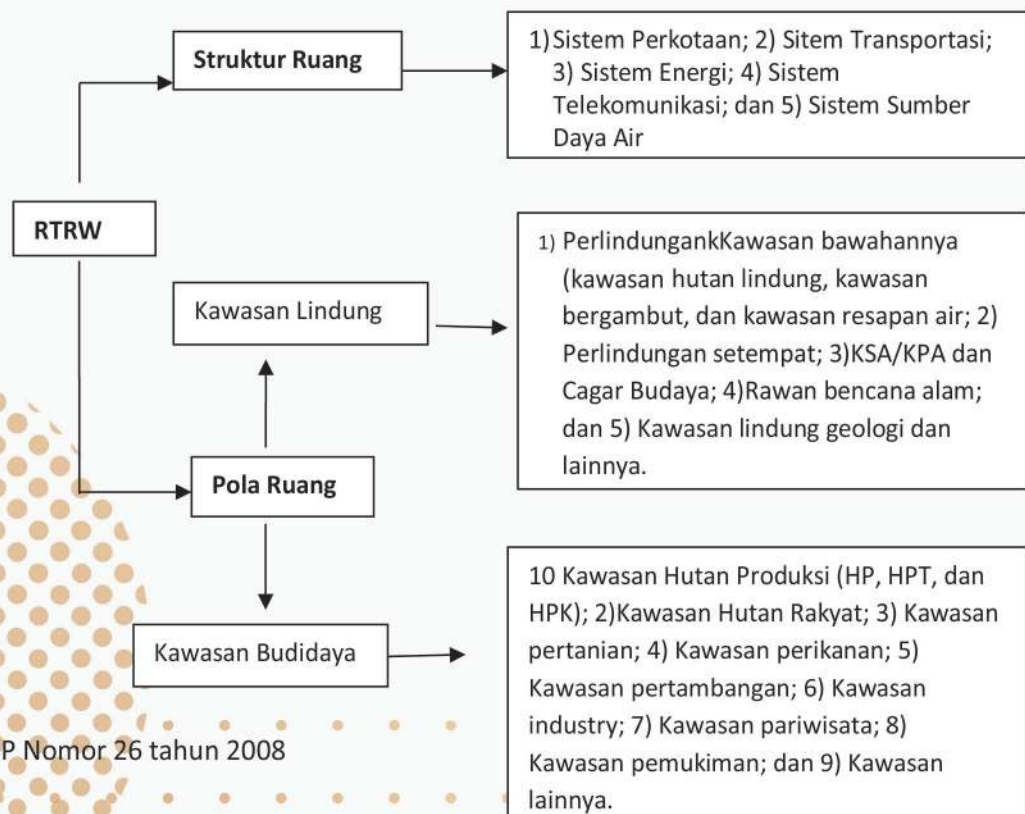 Struktur Ruang
1) Sistem Perkotaan; 2) Sitem Transportasi;
3) Sistem Energi; 4) Sistem
Telekomunikasi; dan 5) Sistem Sumber
Daya Air
RTRW
Kawasan Lindung
1) PerlindungankKawasan bawahannya
(kawasan hutan lindung, kawasan
bergambut, dan kawasan resapan air; 2)
Perlindungan setempat; 3)KSA/KPA dan
Cagar Budaya; 4)Rawan bencana alam;
dan 5) Kawasan lindung geologi dan
lainnya.
Pola Ruang
Kawasan Budidaya
10 Kawasan Hutan Produksi (HP, HPT, dan
HPK); 2)Kawasan Hutan Rakyat; 3) Kawasan
pertanian; 4) Kawasan perikanan; 5)
Kawasan pertambangan; 6) Kawasan
industry; 7) Kawasan pariwisata; 8)
Kawasan pemukiman; dan 9) Kawasan
lainnya.
P Nomor 26 tahun 2008